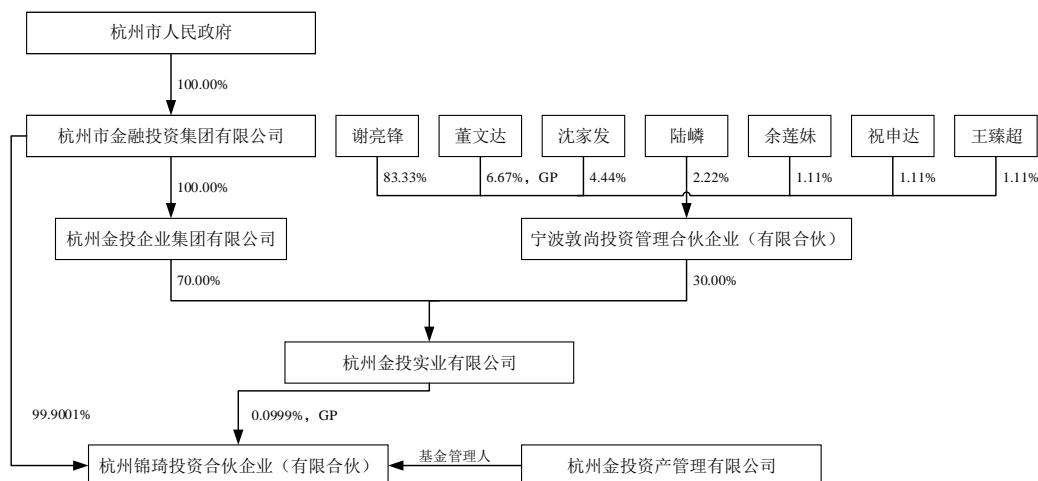 杭州市人民政府
100.00%
杭州市金融投资集团有限公司
谢亮锋
董文达
沈家发
陆嶙
余莲妹
祝申达
王臻超
100.00%
83.33%
6.67%，GP
4.44%
2.22%
1.11%
1.11%
1.11%
杭州金投企业集团有限公司
宁波敦尚投资管理合伙企业（有限合伙）
70.00%
30.00%
杭州金投实业有限公司
99.9001%
0.0999%，GP
杭州锦琦投资合伙企业（有限合伙）
基金管理人
杭州金投资产管理有限公司